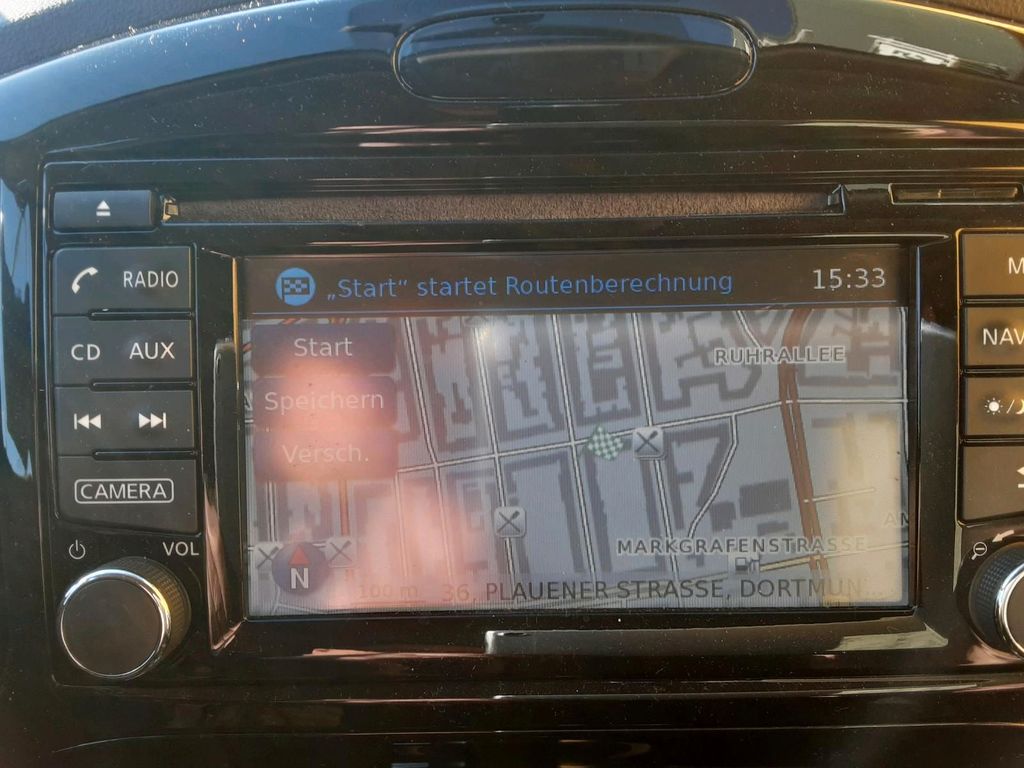 „Start“ startet Routenberechnung 15:33
RADIO
CD AUX
CAMERA
VOL
Start
Speichern
Versch.
RUHRALLEE
MARKGRAFENSTRASSE
N
100 m
36, PLAUENER STRASSE, DORTMUN...
M
NAV